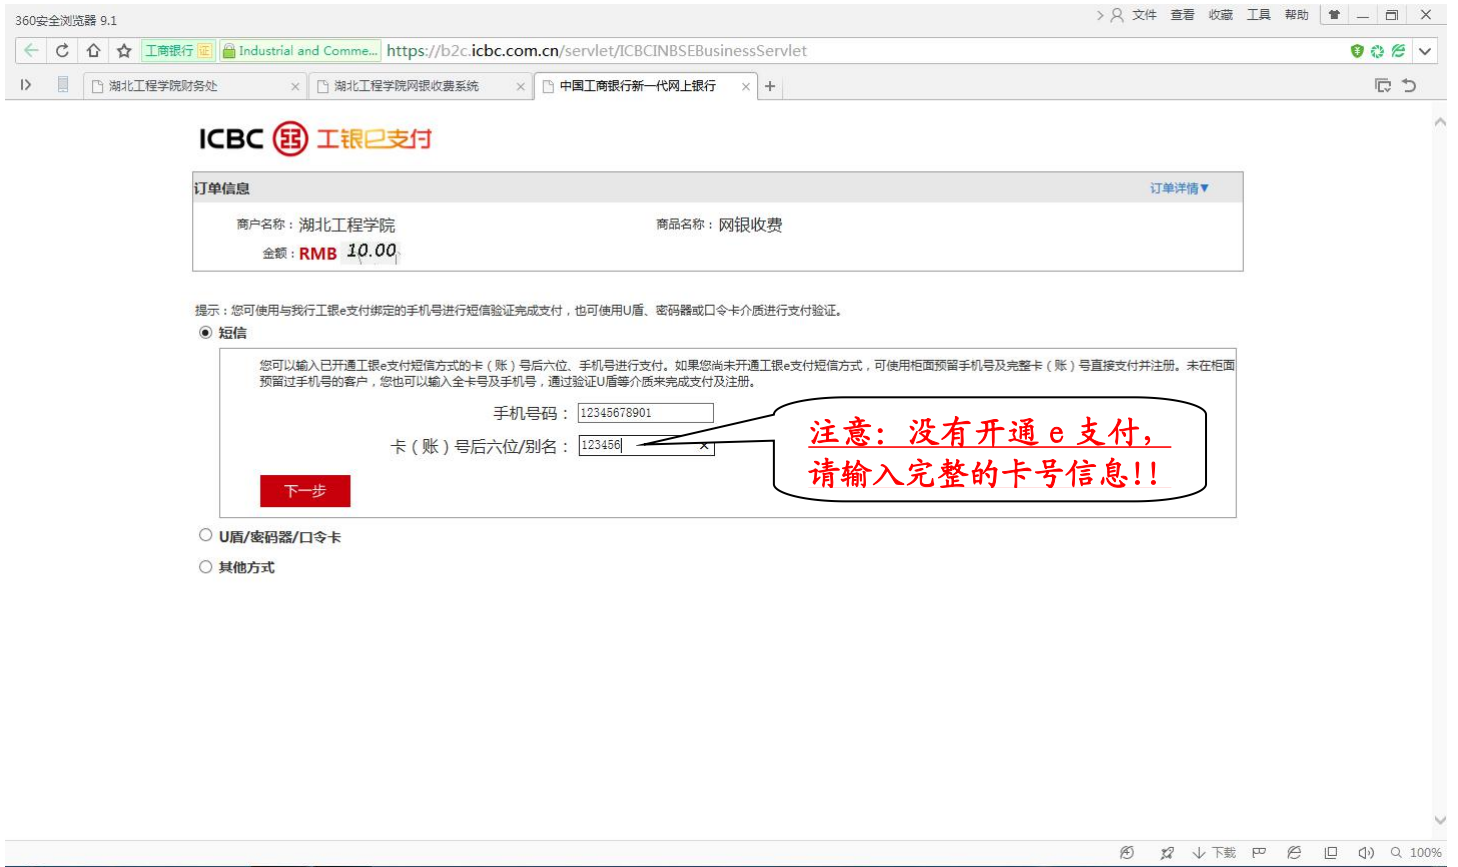 360安全浏览器 9.1
文件 查看 收藏 工具 帮助
工商银行 证 Industrial and Comme... https://b2c.icbc.com.cn/servlet/ICBCINBSEBusinessServlet
湖北工程学院财务处
湖北工程学院网银收费系统
中国工商银行新一代网上银行
ICBC 工银e支付
订单信息
订单详情▼
商户名称：湖北工程学院
商品名称：网银收费
金额：RMB 10.00
提示：您可使用与我行工银e支付绑定的手机号进行短信验证完成支付，也可使用U盾、密码器或口令卡介质进行支付验证。
短信
您可以输入已开通工银e支付短信方式的卡（账）号后六位、手机号进行支付。如果您尚未开通工银e支付短信方式，可使用柜面预留手机号及完整卡（账）号直接支付并注册。未在柜面
预留过手机号的客户，您也可以输入全卡号及手机号，通过验证U盾等介质来完成支付及注册。
手机号码：12345678901
卡（账）号后六位/别名：123456
注意：没有开通 e 支付，
请输入完整的卡号信息!!
下一步
U盾/密码器/口令卡
其他方式
下载
100%